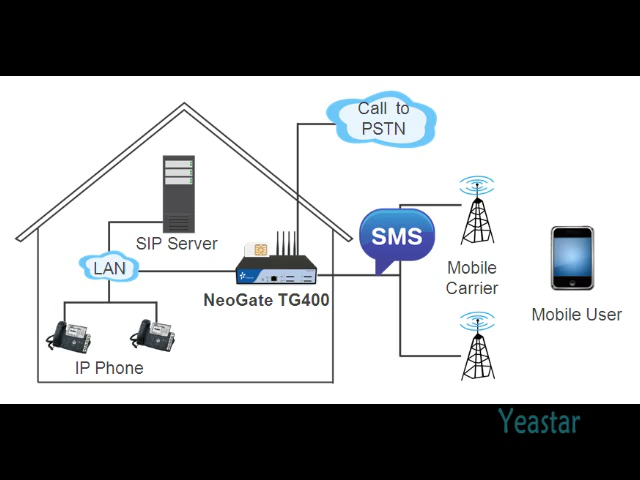 Call to
PSTN
SIP Server
SMS
LAN
Mobile
Carrier
NeoGate TG400
Mobile User
IP Phone
Yeastar